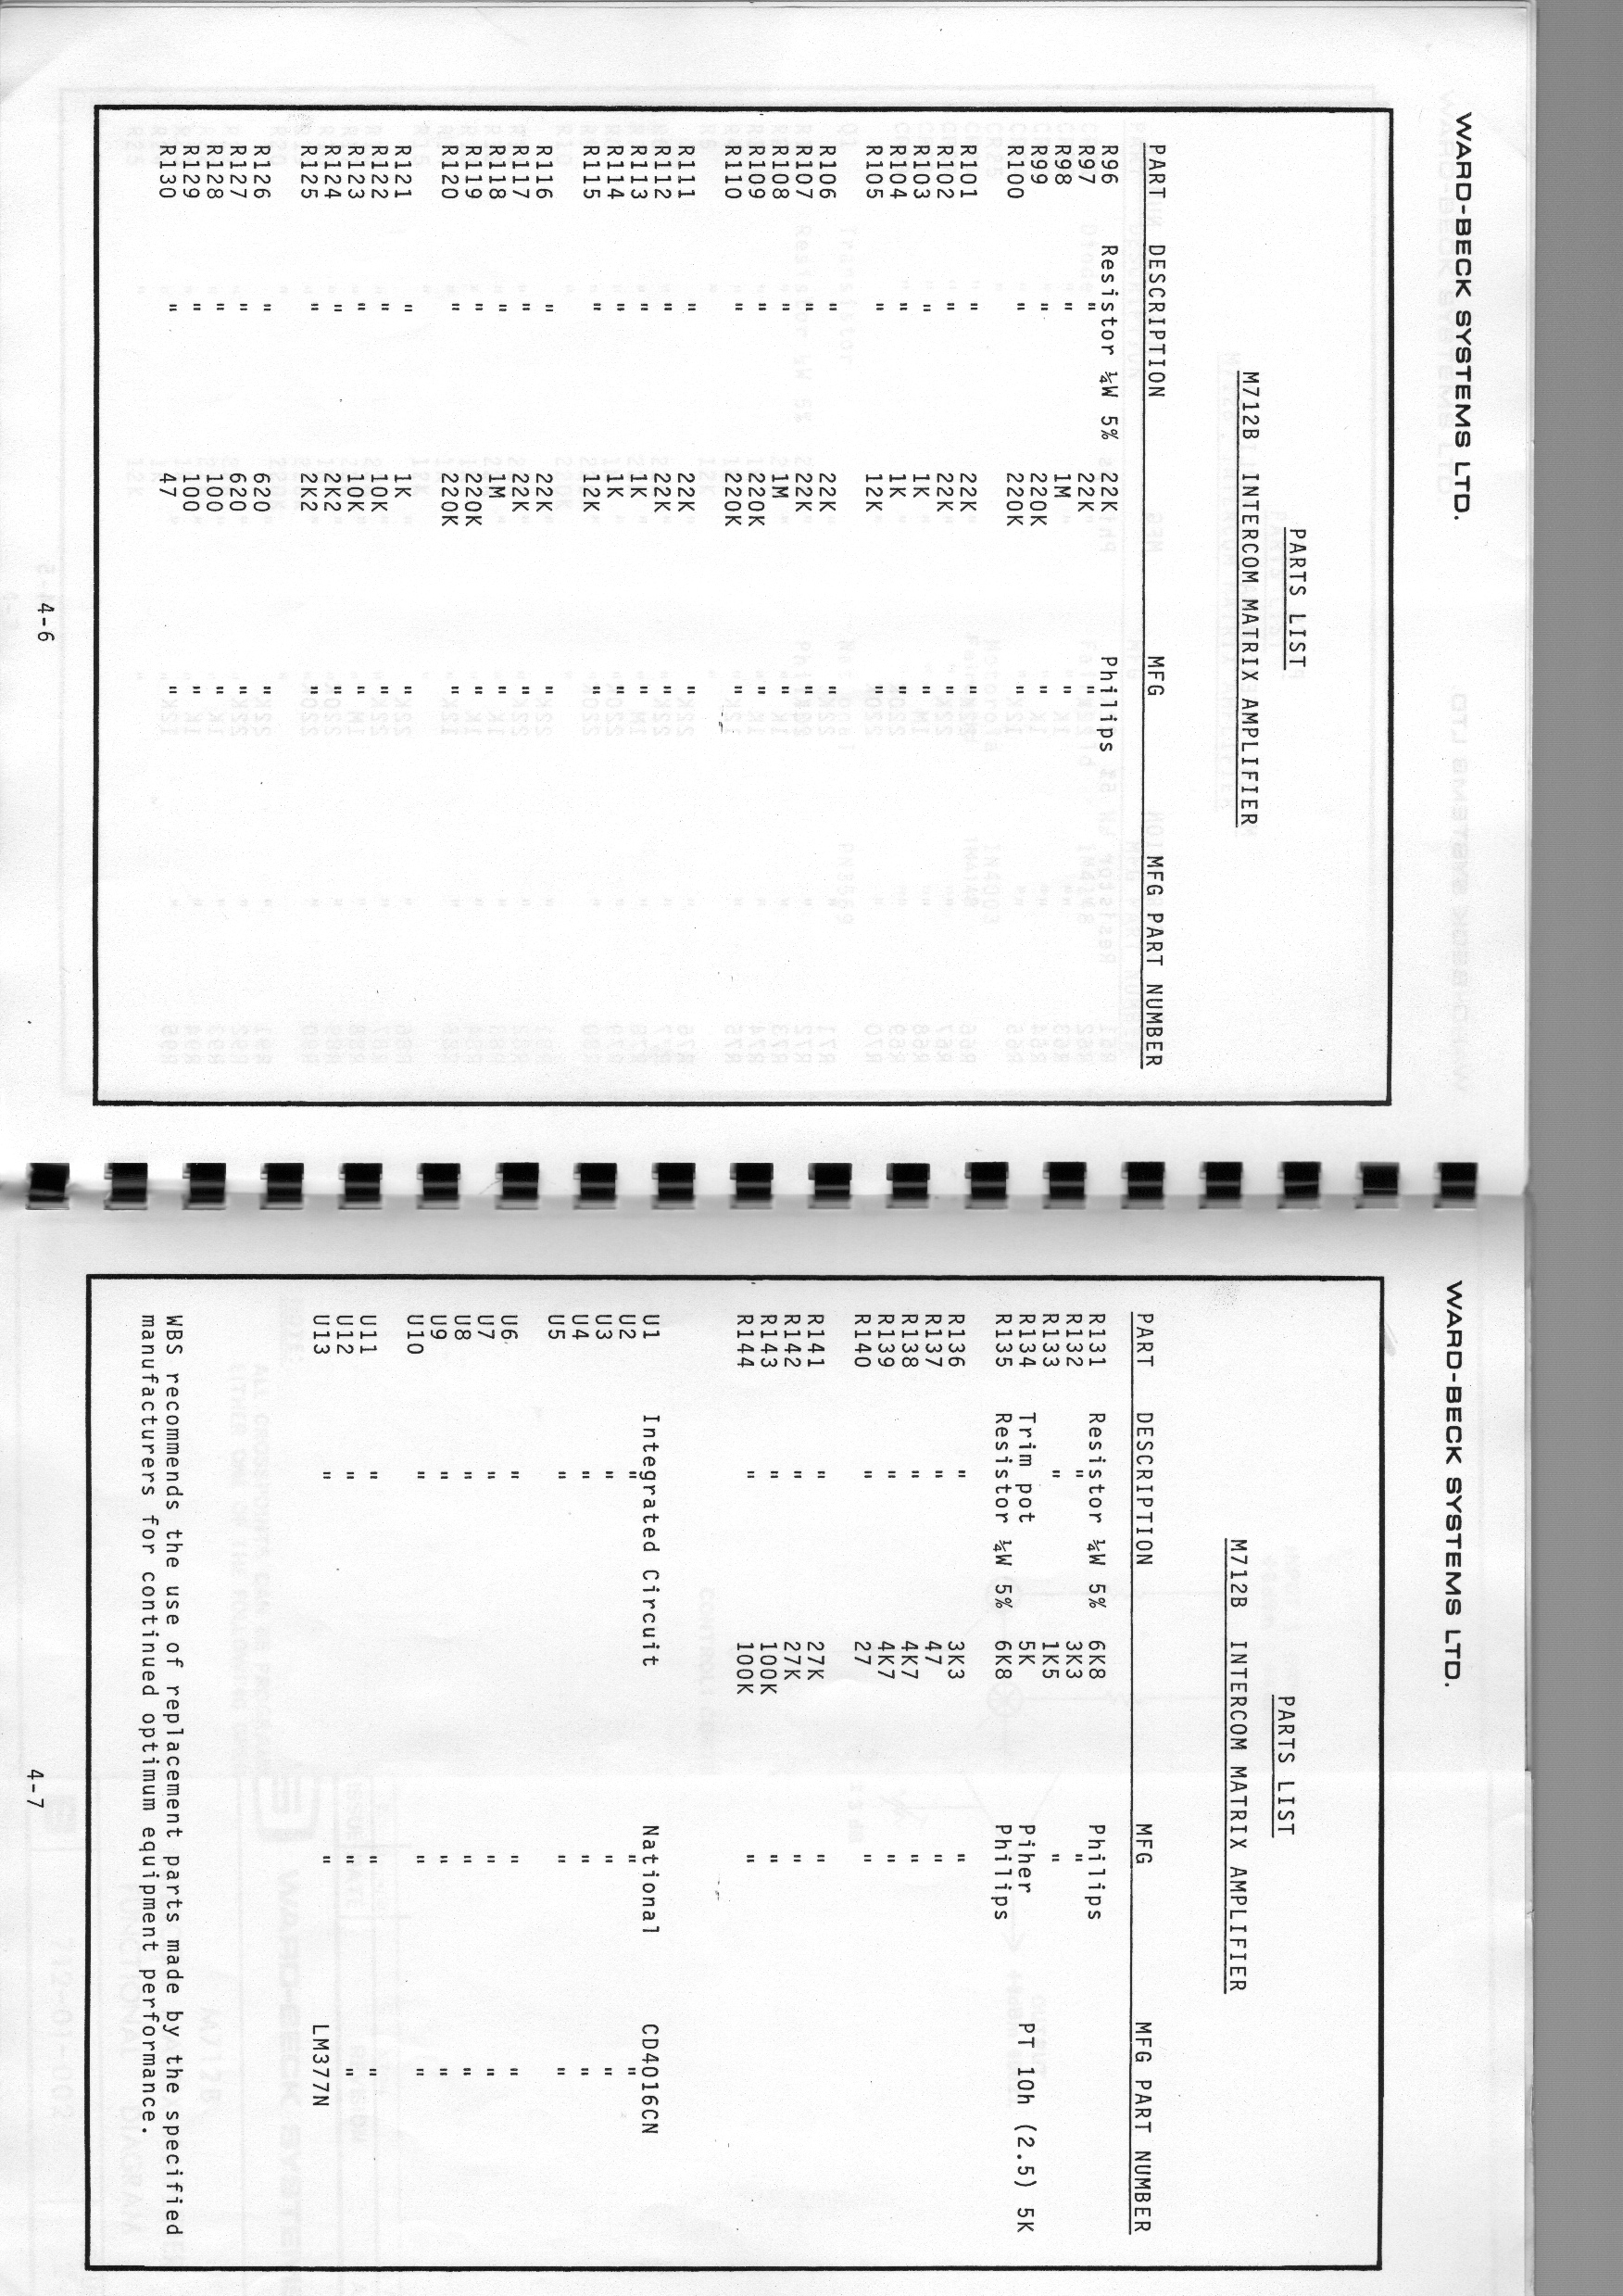 WARD-BECK SYSTEMS LTD.
PARTS LIST
M712B INTERCOM MATRIX AMPLIFIER
PART DESCRIPTION MFG MFG PART NUMBER
R96 Resistor ¼W 5% 22K Philips
R97 " 22K "
R98 " 1M "
R99 " 220K "
R100 " 220K "
R101 " 22K "
R102 " 22K "
R103 " 1K "
R104 " 1K "
R105 " 12K "
R106 " 22K "
R107 " 22K "
R108 " 1M "
R109 " 220K "
R110 " 220K "
R111 " 22K "
R112 " 22K "
R113 " 1K "
R114 " 1K "
R115 " 12K "
R116 " 22K "
R117 " 22K "
R118 " 1M "
R119 " 220K "
R120 " 220K "
R121 " 1K "
R122 " 10K "
R123 " 10K "
R124 " 2K2 "
R125 " 2K2 "
R126 " 620 "
R127 " 620 "
R128 " 100 "
R129 " 100 "
R130 " 47 "
4-6
WARD-BECK SYSTEMS LTD.
PARTS LIST
M712B INTERCOM MATRIX AMPLIFIER
PART DESCRIPTION MFG MFG PART NUMBER
R131 Resistor ¼W 5% 6K8 Philips
R132 " 3K3 "
R133 " 1K5 "
R134 Trim pot 5K Piher PT 10h (2.5) 5K
R135 Resistor ¼W 5% 6K8 Philips
R136 " 3K3 "
R137 " 47 "
R138 " 4K7 "
R139 " 4K7 "
R140 " 27 "
R141 " 27K "
R142 " 27K "
R143 " 100K "
R144 " 100K "
U1 Integrated Circuit National CD4016CN
U2 " " "
U3 " " "
U4 " " "
U5 " " "
U6 " " "
U7 " " "
U8 " " "
U9 " " "
U10 " " "
U11 " " "
U12 " " "
U13 " " LM377N
WBS recommends the use of replacement parts made by the specified
manufacturers for continued optimum equipment performance.
4-7